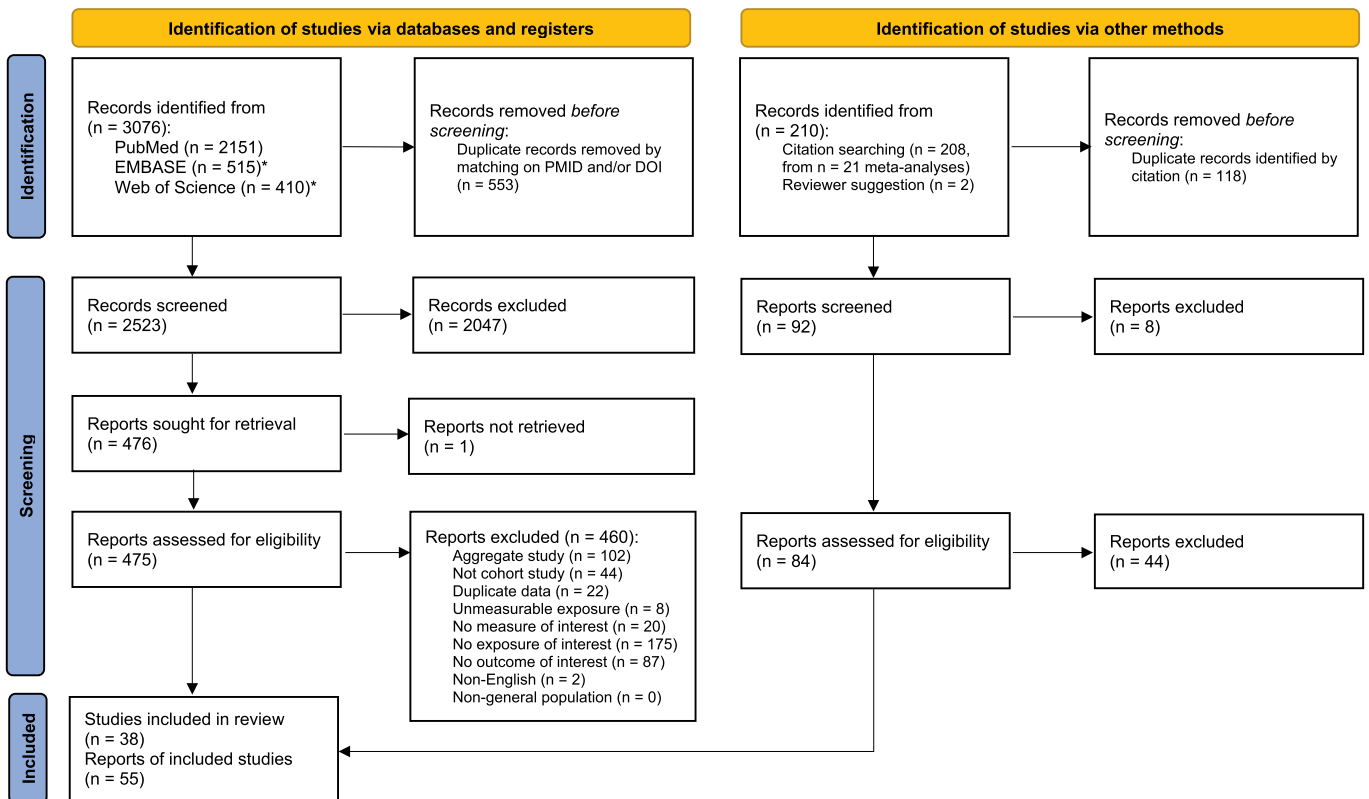 Identification of studies via databases and registers
Identification of studies via other methods
Identification
Records identified from
(n = 3076):
PubMed (n = 2151)
EMBASE (n = 515)*
Web of Science (n = 410)*
Records removed before
screening:
Duplicate records removed by
matching on PMID and/or DOI
(n = 553)
Records identified from
(n = 210):
Citation searching (n = 208,
from n = 21 meta-analyses)
Reviewer suggestion (n = 2)
Records removed before
screening:
Duplicate records identified by
citation (n = 118)
Screening
Records screened
(n = 2523)
Records excluded
(n = 2047)
Reports screened
(n = 92)
Reports excluded
(n = 8)
Reports sought for retrieval
(n = 476)
Reports not retrieved
(n = 1)
Reports assessed for eligibility
(n = 475)
Reports excluded (n = 460):
Aggregate study (n = 102)
Not cohort study (n = 44)
Duplicate data (n = 22)
Unmeasurable exposure (n = 8)
No measure of interest (n = 20)
No exposure of interest (n = 175)
No outcome of interest (n = 87)
Non-English (n = 2)
Non-general population (n = 0)
Reports assessed for eligibility
(n = 84)
Reports excluded
(n = 44)
Included
Studies included in review
(n = 38)
Reports of included studies
(n = 55)